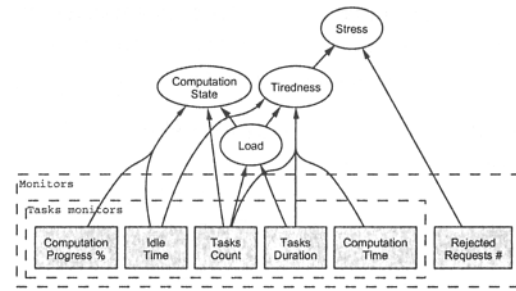 Stress
Computation
State
Tiredness
Load
Monitors
Tasks monitors
Computation
Progress %
Idle
Time
Tasks
Count
Tasks
Duration
Computation
Time
Rejected
Requests #